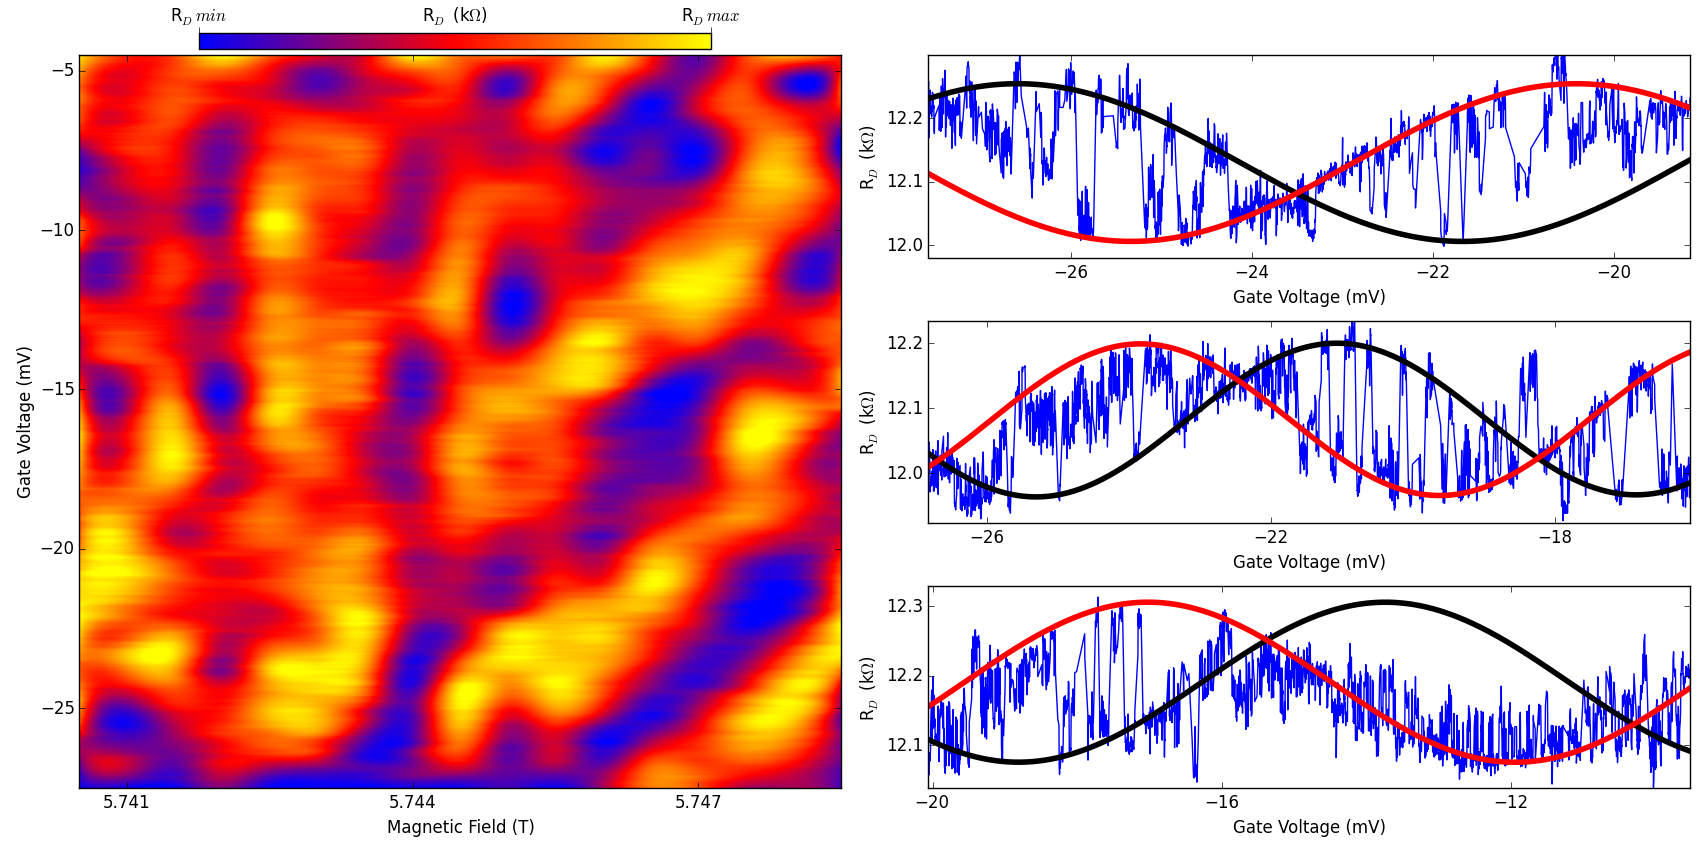 R_D min R_D (kΩ) R_D max
−5
−10
−15
−20
−25
Gate Voltage (mV)
5.741 5.744 5.747
Magnetic Field (T)
12.2
12.1
12.0
R_D (kΩ)
−26 −24 −22 −20
Gate Voltage (mV)
12.2
12.1
12.0
R_D (kΩ)
−26 −22 −18
Gate Voltage (mV)
12.3
12.2
12.1
R_D (kΩ)
−20 −16 −12
Gate Voltage (mV)